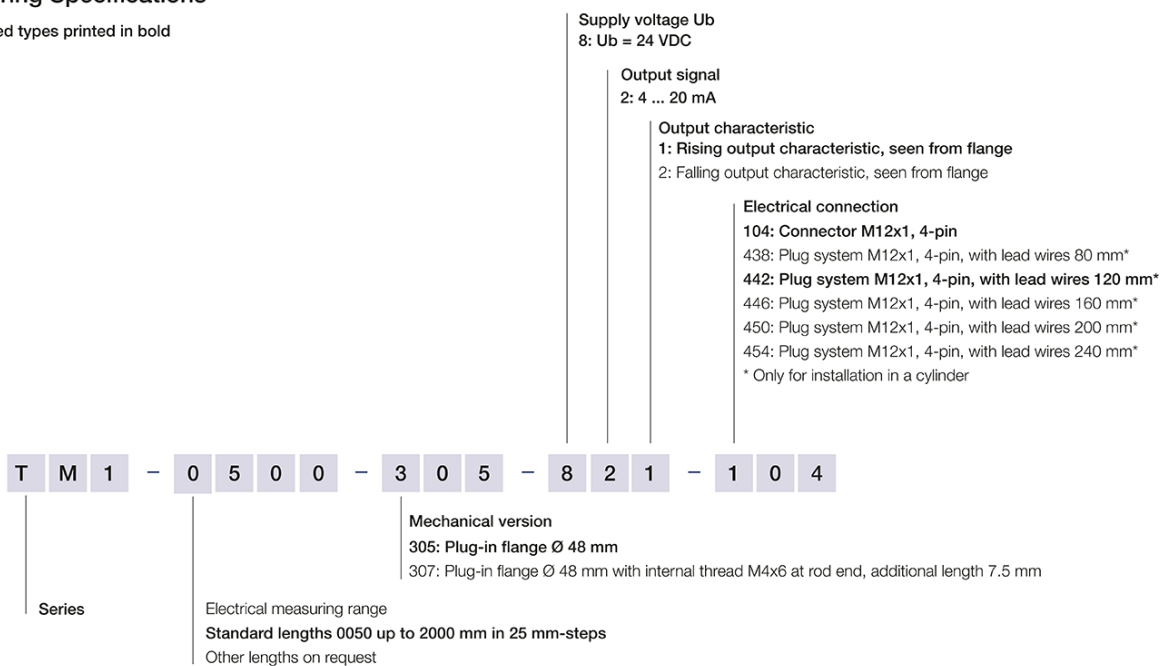 ed types printed in bold
Supply voltage Ub
8: Ub = 24 VDC
Output signal
2: 4 ... 20 mA
Output characteristic
1: Rising output characteristic, seen from flange
2: Falling output characteristic, seen from flange
Electrical connection
104: Connector M12x1, 4-pin
438: Plug system M12x1, 4-pin, with lead wires 80 mm*
442: Plug system M12x1, 4-pin, with lead wires 120 mm*
446: Plug system M12x1, 4-pin, with lead wires 160 mm*
450: Plug system M12x1, 4-pin, with lead wires 200 mm*
454: Plug system M12x1, 4-pin, with lead wires 240 mm*
* Only for installation in a cylinder
T M 1 – 0 5 0 0 – 3 0 5 – 8 2 1 – 1 0 4
Mechanical version
305: Plug-in flange Ø 48 mm
307: Plug-in flange Ø 48 mm with internal thread M4x6 at rod end, additional length 7.5 mm
Series
Electrical measuring range
Standard lengths 0050 up to 2000 mm in 25 mm-steps
Other lengths on request